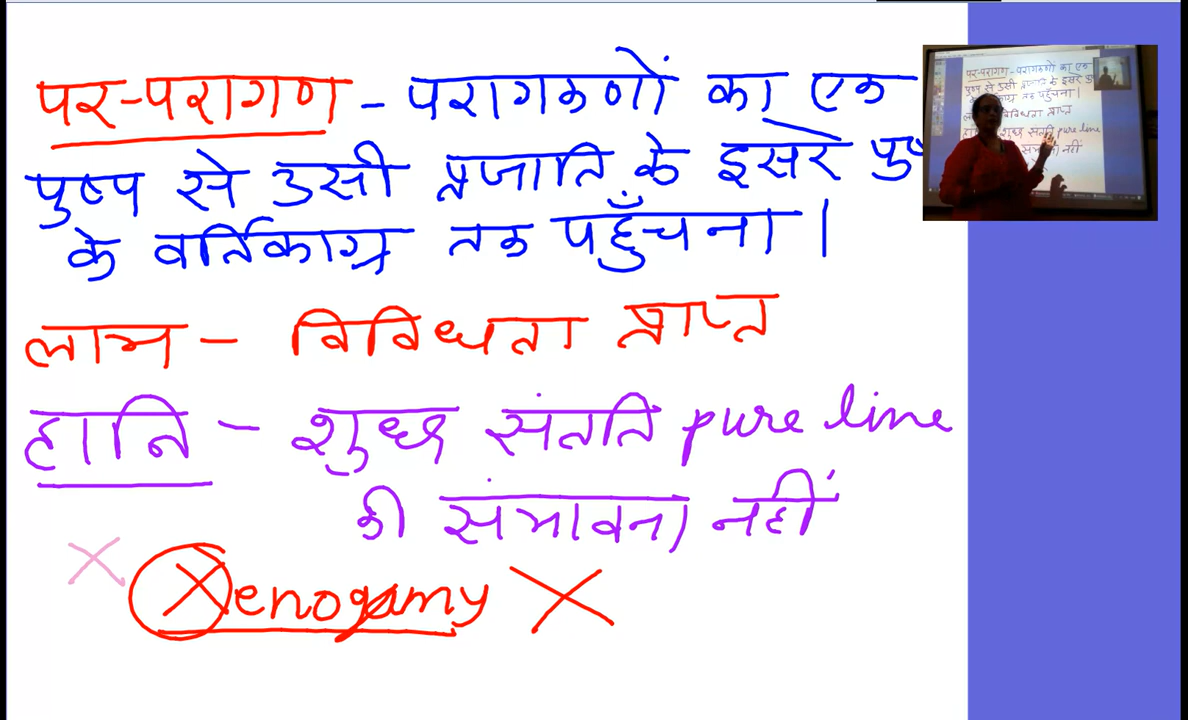 पर-परागण - परागकणों का एक
पुष्प से उसी प्रजाति के दूसरे
के वर्तिकाग्र तक पहुँचना।
लाभ - विविधता प्राप्त
हानि - शुध्द संतति pure line
की संभावना नहीं
X Xenogamy X